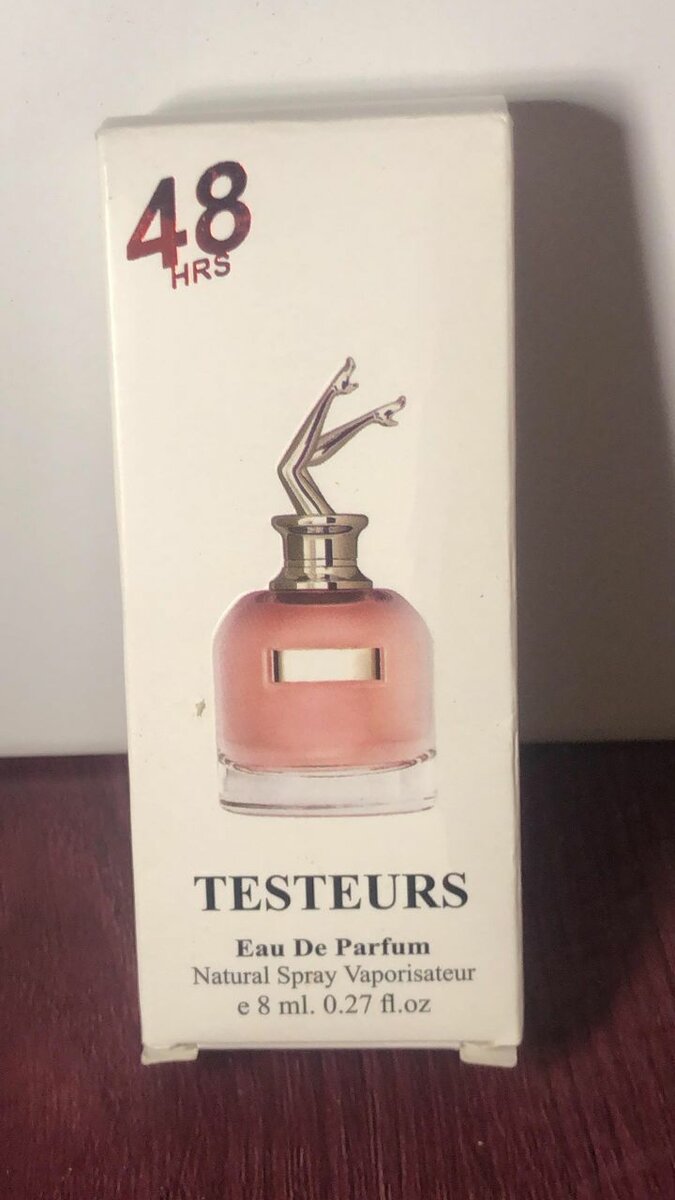 48
HRS
TESTEURS
Eau De Parfum
Natural Spray Vaporisateur
e 8 ml. 0.27 fl.oz